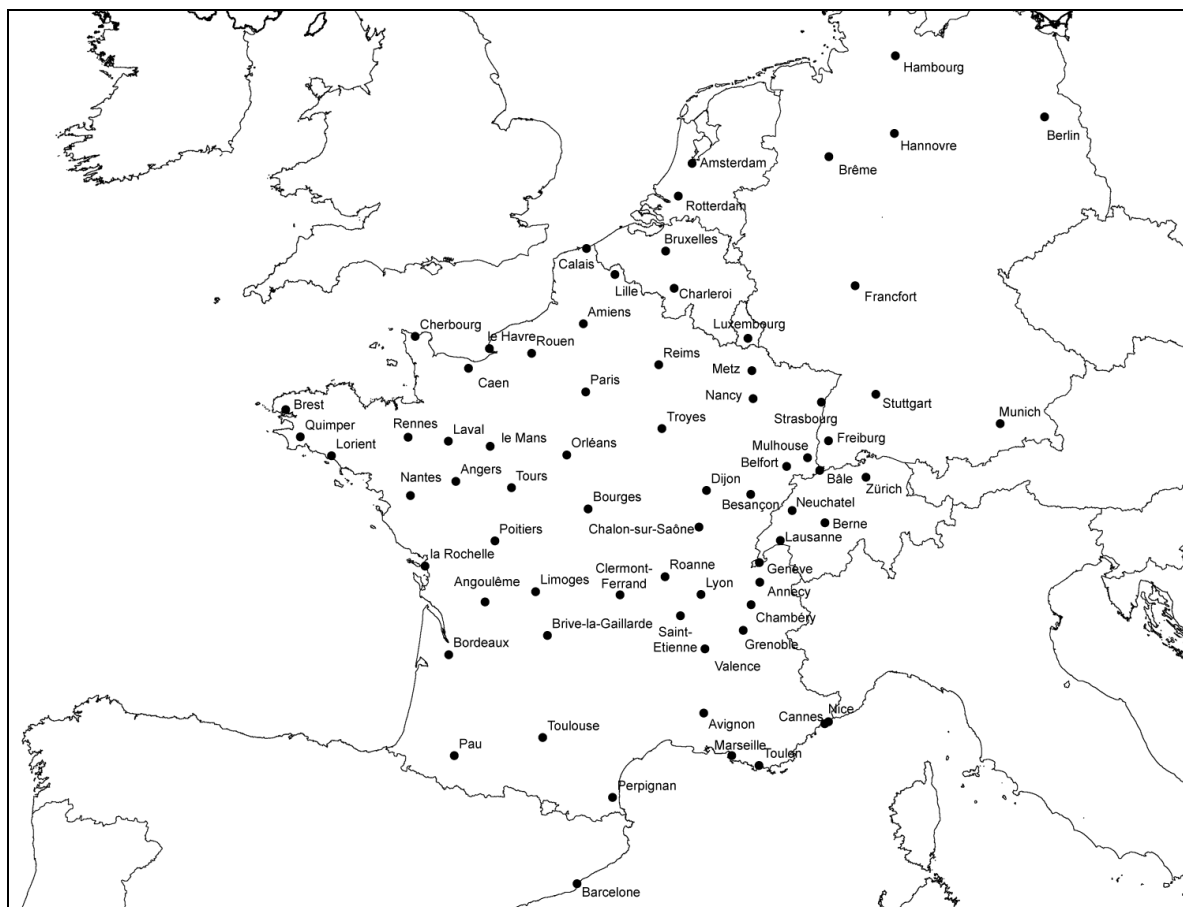 Hambourg
Berlin
Hannovre
Brême
Amsterdam
Rotterdam
Bruxelles
Calais
Lille
Charleroi
Francfort
Amiens
Luxembourg
Cherbourg
le Havre
Rouen
Reims
Metz
Caen
Paris
Nancy
Stuttgart
Strasbourg
Munich
Brest
Troyes
Quimper
Rennes
Laval
le Mans
Orléans
Lorient
Mulhouse
Freiburg
Belfort
Bâle
Zürich
Nantes
Angers
Tours
Dijon
Besançon
Bourges
Neuchatel
Chalon-sur-Saône
Berne
Poitiers
Lausanne
la Rochelle
Genève
Angoulême
Limoges
Clermont-
Ferrand
Roanne
Lyon
Annecy
Chambéry
Brive-la-Gaillarde
Saint-
Etienne
Grenoble
Bordeaux
Valence
Avignon
Cannes
Nice
Toulouse
Pau
Marseille
Toulon
Perpignan
Barcelone